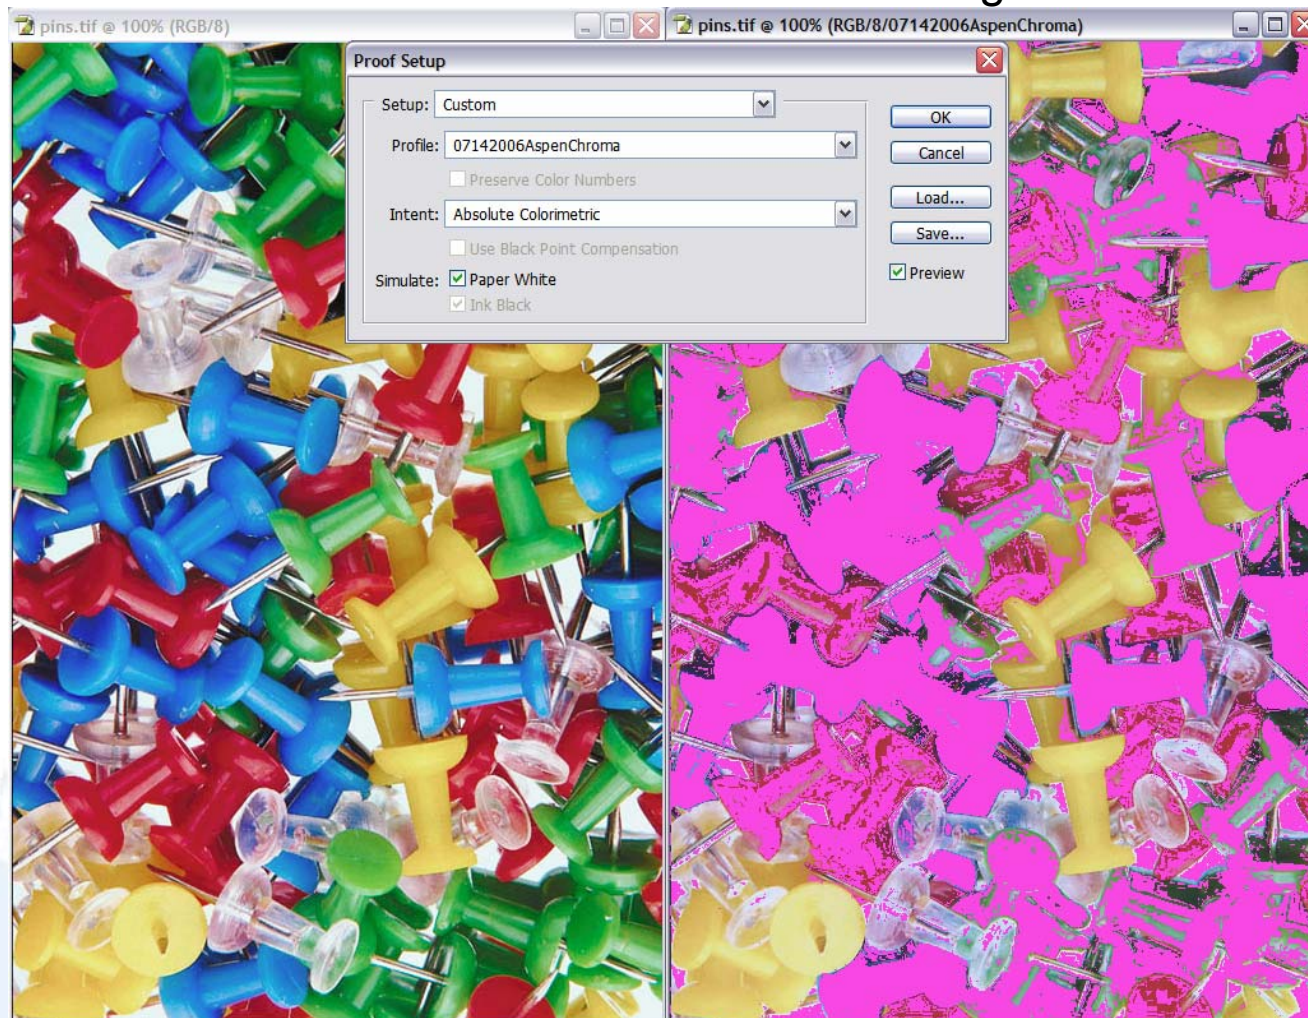 pins.tif @ 100% (RGB/8)
pins.tif @ 100% (RGB/8/07142006AspenChroma)
Proof Setup
Setup: Custom
Profile: 07142006AspenChroma
Preserve Color Numbers
Intent: Absolute Colorimetric
Use Black Point Compensation
Simulate: Paper White
Ink Black
OK
Cancel
Load...
Save...
Preview